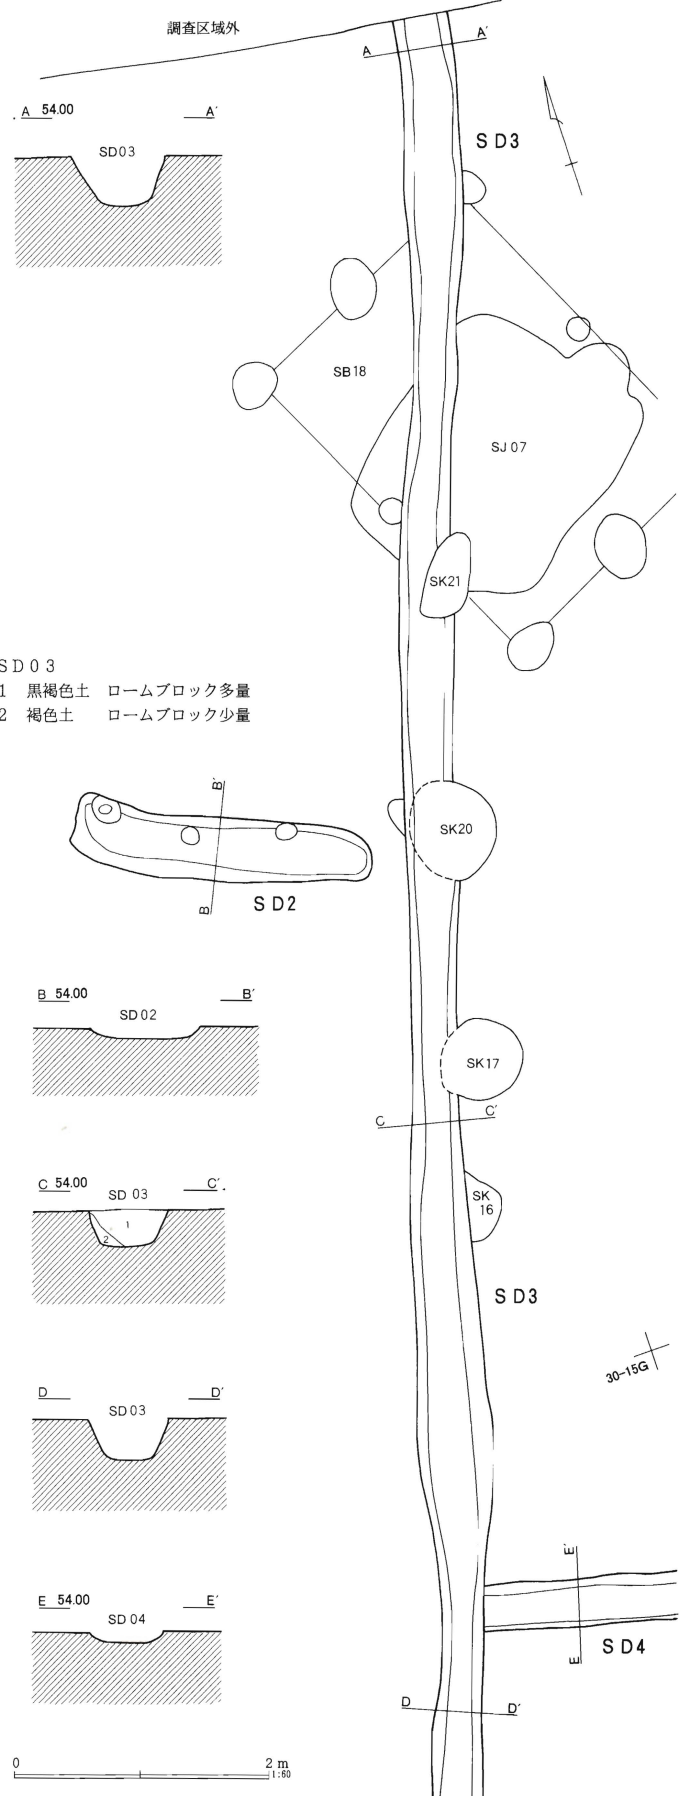 調査区域外
A A′
A 54.00 A′
SD03
SD3
SB18
SJ07
SK21
SD03
1 黒褐色土 ロームブロック多量
2 褐色土 ロームブロック少量
B′
SK20
B
SD2
B 54.00 B′
SD02
SK17
C C′
C 54.00 C′
SD 03
1
2
SK
16
SD3
30-15G
D D′
SD03
E′
E 54.00 E′
SD 04
SD4
E
D D′
0 2 m
1:60